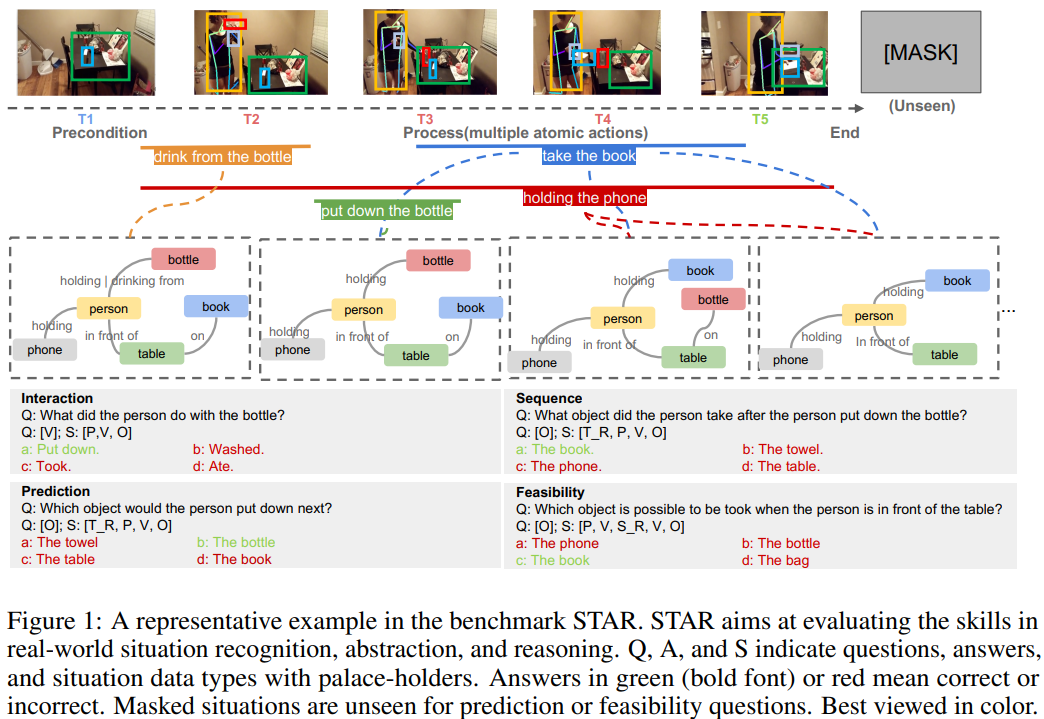 [MASK]
(Unseen)
T1
T2
T3
T4
T5
Precondition
Process(multiple atomic actions)
End
drink from the bottle
take the book
holding the phone
put down the bottle
bottle
holding | drinking from
person
book
holding
in front of
on
phone
table
bottle
holding
person
book
holding
in front of
on
phone
table
book
holding
bottle
person
holding
in front of
on
phone
table
book
holding
person
holding
In front of
phone
table
...
Interaction
Q: What did the person do with the bottle?
Q: [V]; S: [P,V, O]
a: Put down. b: Washed.
c: Took. d: Ate.
Sequence
Q: What object did the person take after the person put down the bottle?
Q: [O]; S: [T_R, P, V, O]
a: The book. b: The towel.
c: The phone. d: The table.
Prediction
Q: Which object would the person put down next?
Q: [O]; S: [T_R, P, V, O]
a: The towel b: The bottle
c: The table d: The book
Feasibility
Q: Which object is possible to be took when the person is in front of the table?
Q: [O]; S: [P, V, S_R, V, O]
a: The phone b: The bottle
c: The book d: The bag
Figure 1: A representative example in the benchmark STAR. STAR aims at evaluating the skills in
real-world situation recognition, abstraction, and reasoning. Q, A, and S indicate questions, answers,
and situation data types with palace-holders. Answers in green (bold font) or red mean correct or
incorrect. Masked situations are unseen for prediction or feasibility questions. Best viewed in color.